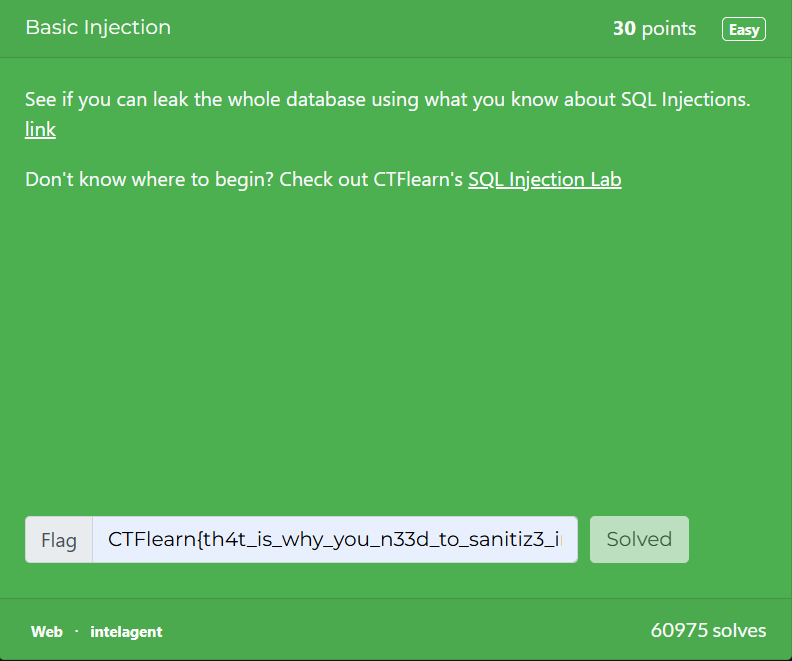 Basic Injection
30 points
Easy
See if you can leak the whole database using what you know about SQL Injections.
link
Don't know where to begin? Check out CTFlearn's SQL Injection Lab
Flag
CTFlearn{th4t_is_why_you_n33d_to_sanitiz3_i
Solved
Web · intelagent
60975 solves